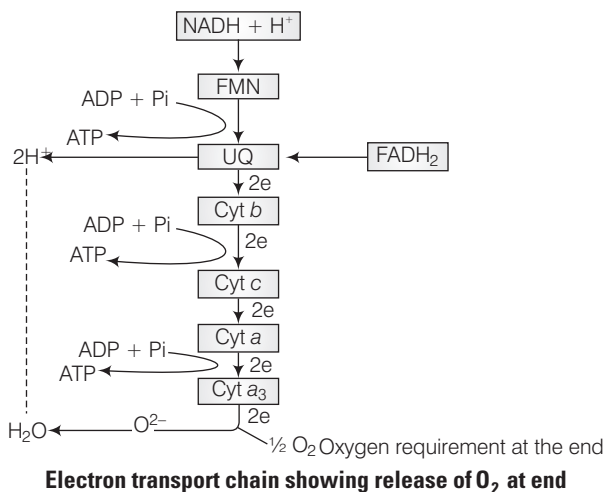 NADH + H⁺
FMN
ADP + Pi
ATP
2H⁺
UQ
FADH₂
2e
Cyt b
ADP + Pi
2e
ATP
Cyt c
2e
Cyt a
ADP + Pi
2e
ATP
Cyt a₃
2e
H₂O
O²⁻
½ O₂ Oxygen requirement at the end
Electron transport chain showing release of O₂ at end